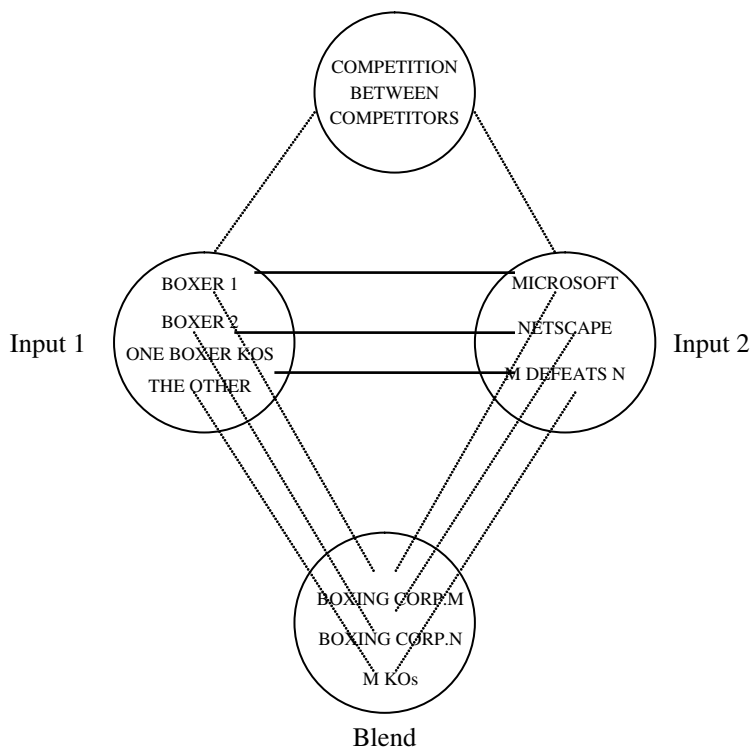 COMPETITION
BETWEEN
COMPETITORS
BOXER 1
BOXER 2
ONE BOXER KOS
THE OTHER
MICROSOFT
NETSCAPE
M DEFEATS N
Input 1
Input 2
BOXING CORP.M
BOXING CORP.N
M KOs
Blend